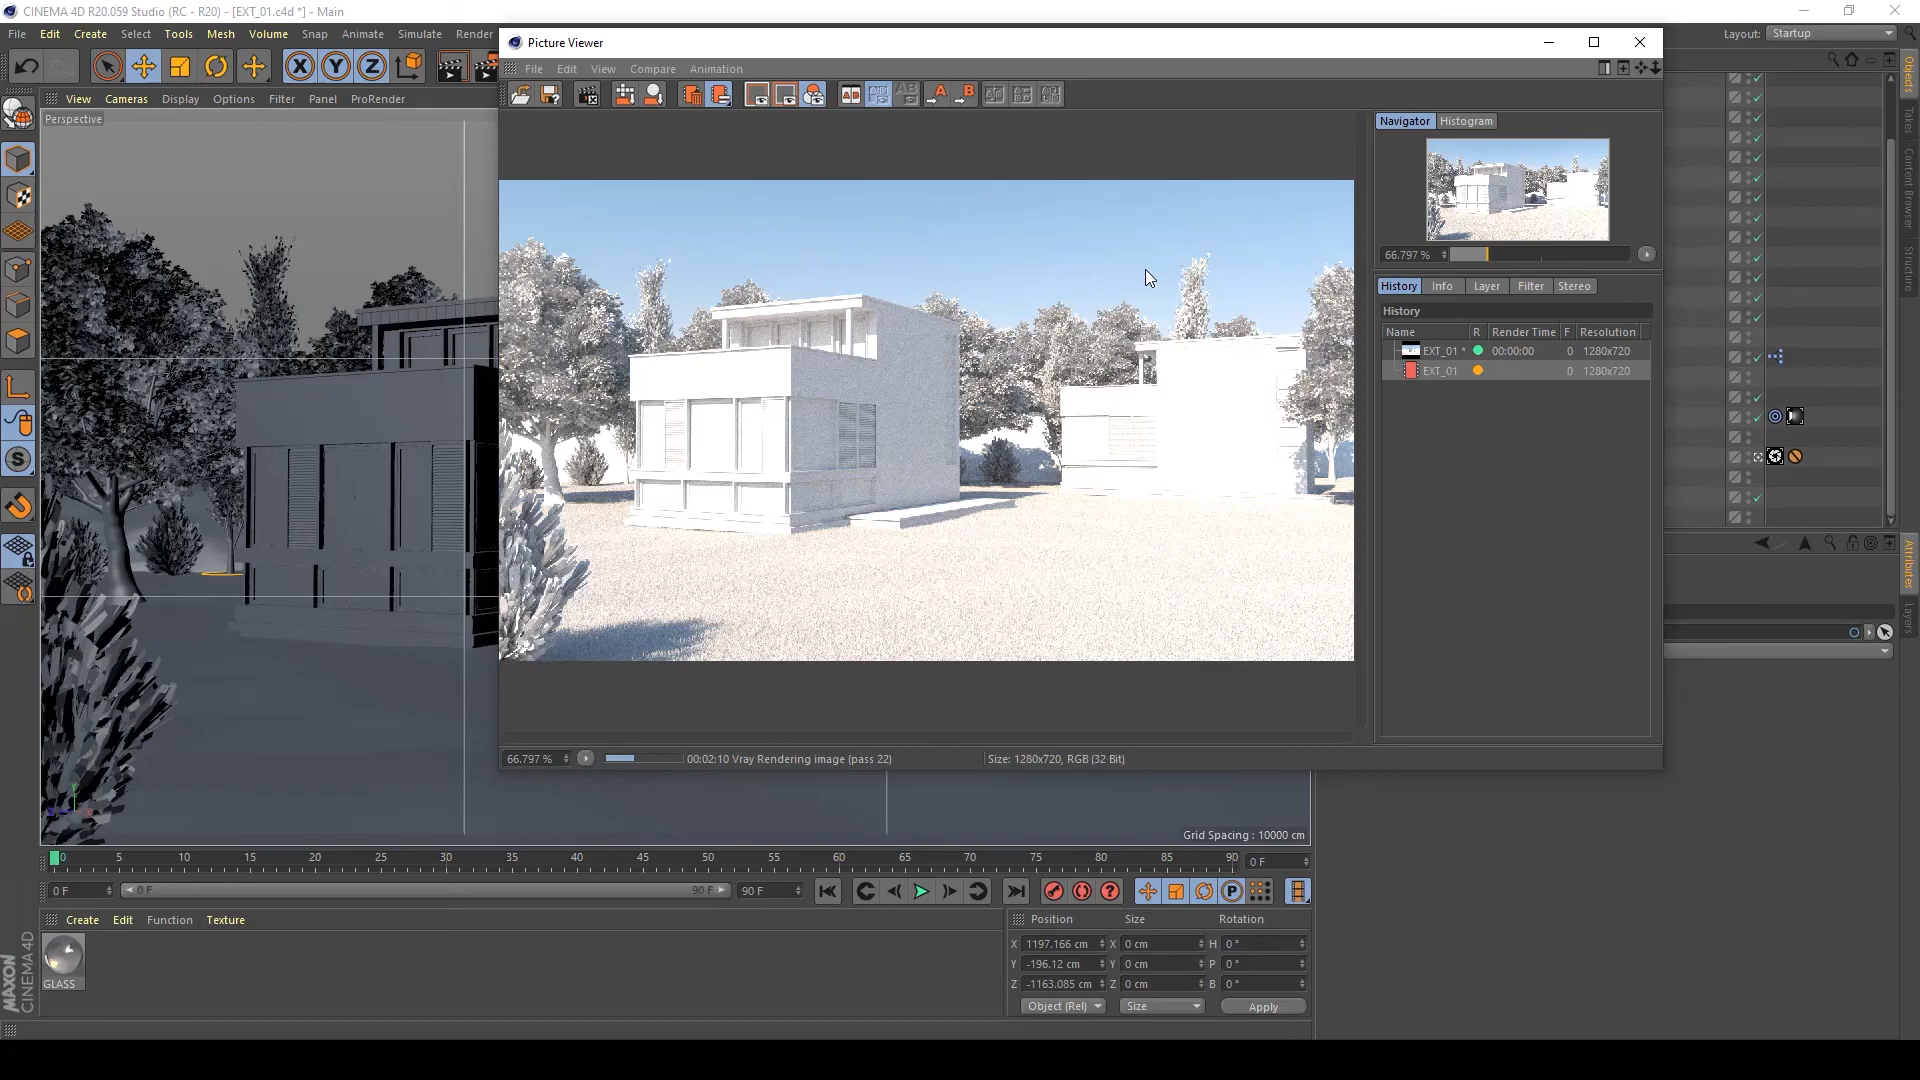 CINEMA 4D R20.059 Studio (RC - R20) - [EXT_01.c4d *] - Main
File Edit Create Select Tools Mesh Volume Snap Animate Simulate Render
Layout: Startup
Picture Viewer
File Edit View Compare Animation
View Cameras Display Options Filter Panel ProRender
Perspective
Navigator Histogram
66.797 %
History Info Layer Filter Stereo
History
Name R Render Time F Resolution
EXT_01 * 00:00:00 0 1280x720
EXT_01 0 1280x720
Objects
Takes
Content Browser
Structure
Attributes
Layers
66.797 % 00:02:10 Vray Rendering image (pass 22) Size: 1280x720, RGB (32 Bit)
Grid Spacing : 10000 cm
0 5 10 15 20 25 30 35 40 45 50 55 60 65 70 75 80 85 90 0 F
0 F 0 F 90 F 90 F
Create Edit Function Texture
GLASS
Position Size Rotation
X 1197.166 cm X 0 cm H 0 °
Y -196.12 cm Y 0 cm P 0 °
Z -1163.085 cm Z 0 cm B 0 °
Object (Rel) Size Apply
MAXON
CINEMA 4D